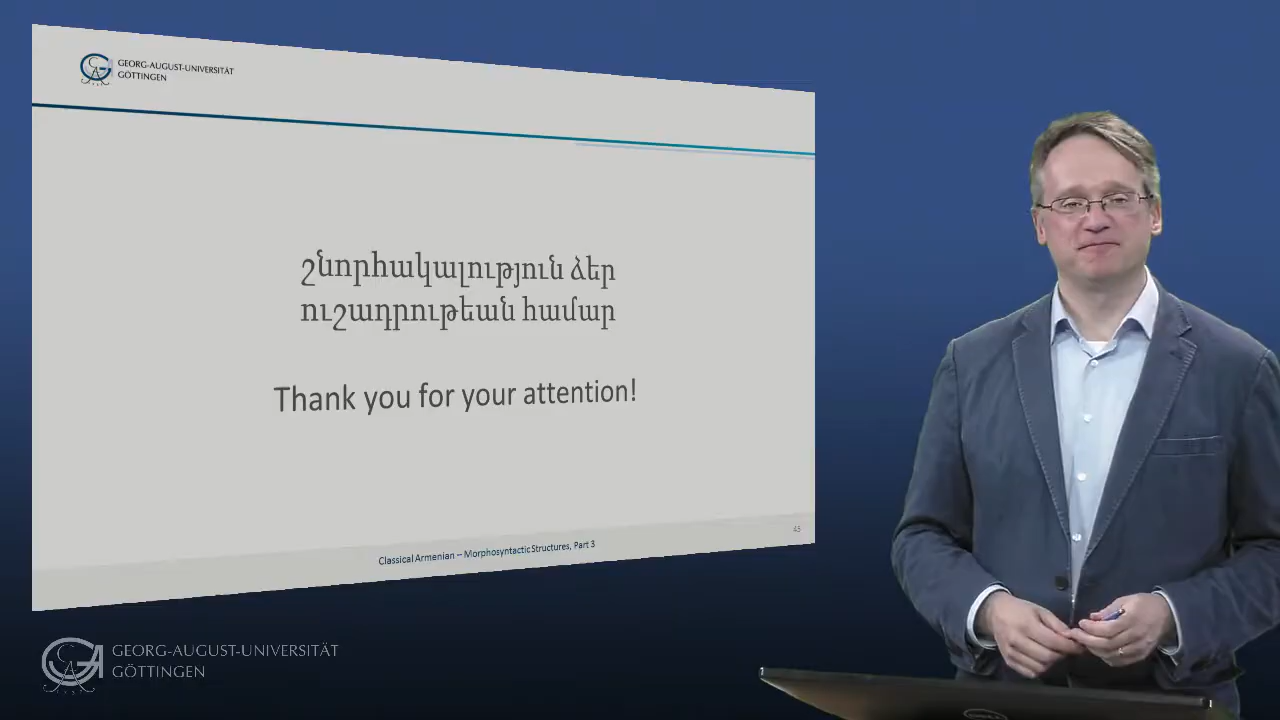 GEORG-AUGUST-UNIVERSITÄT
GÖTTINGEN
շնորհակալություն ձեր
ուշադրութեան համար
Thank you for your attention!
Classical Armenian – Morphosyntactic Structures, Part 3
45
GEORG-AUGUST-UNIVERSITÄT
GÖTTINGEN